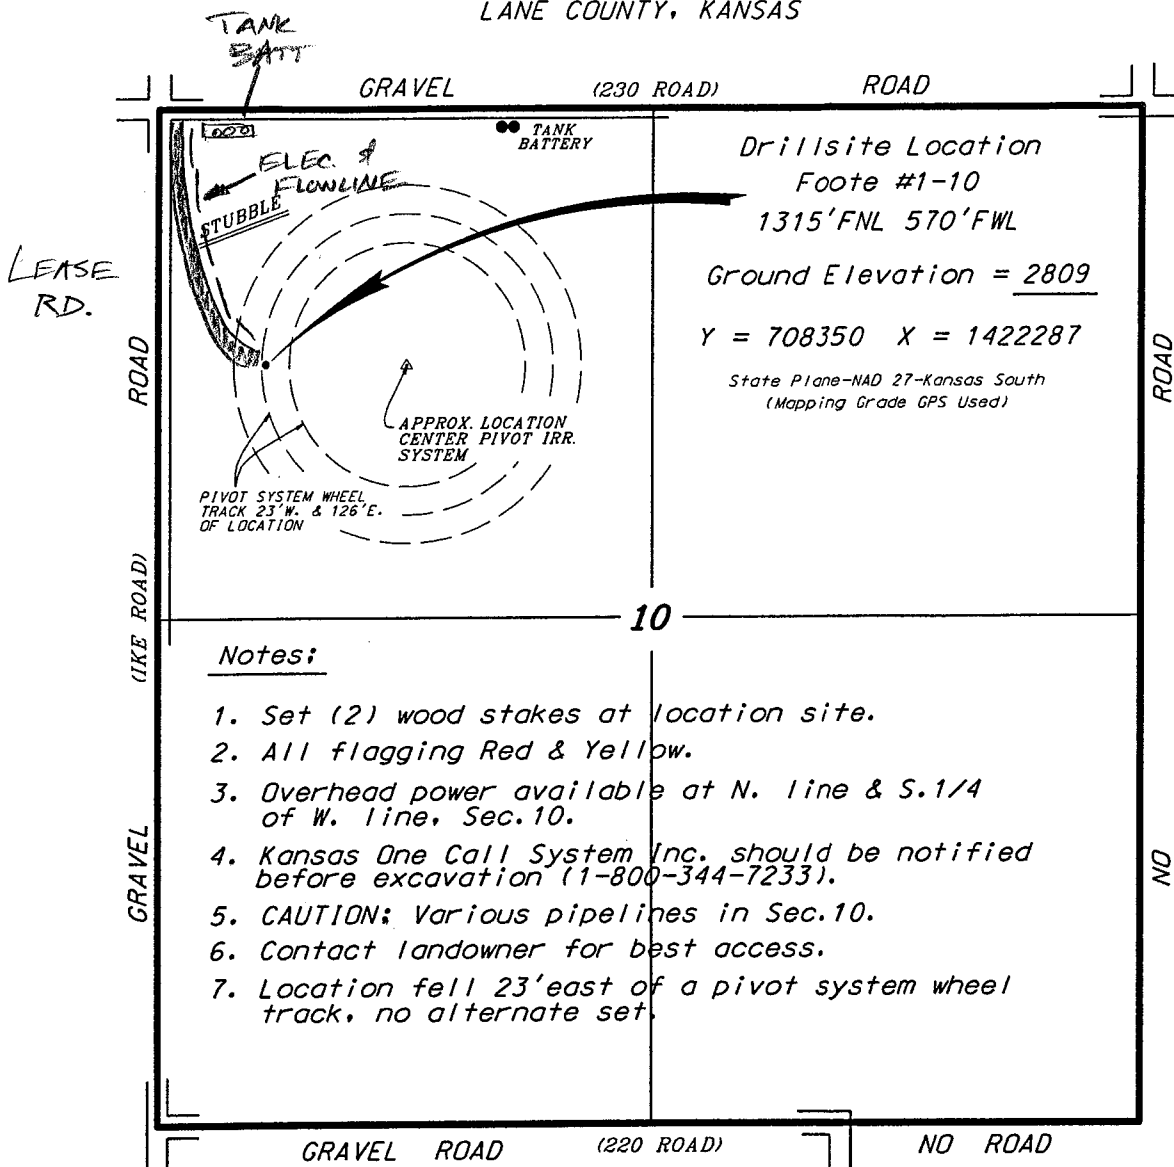 LANE COUNTY, KANSAS
TANK
BATT
GRAVEL (230 ROAD) ROAD
TANK
BATTERY
ELEC. &
FLOWLINE
STUBBLE
LEASE
RD.
Drillsite Location
Foote #1-10
1315'FNL 570'FWL
Ground Elevation = 2809
Y = 708350 X = 1422287
State Plane-NAD 27-Kansas South
(Mapping Grade GPS Used)
APPROX. LOCATION
CENTER PIVOT IRR.
SYSTEM
PIVOT SYSTEM WHEEL
TRACK 23'W. & 126'E.
OF LOCATION
GRAVEL (IKE ROAD) ROAD
NO ROAD
10
Notes:
1. Set (2) wood stakes at location site.
2. All flagging Red & Yellow.
3. Overhead power available at N. line & S.1/4
of W. line, Sec.10.
4. Kansas One Call System Inc. should be notified
before excavation (1-800-344-7233).
5. CAUTION: Various pipelines in Sec.10.
6. Contact landowner for best access.
7. Location fell 23'east of a pivot system wheel
track, no alternate set.
GRAVEL ROAD (220 ROAD) NO ROAD